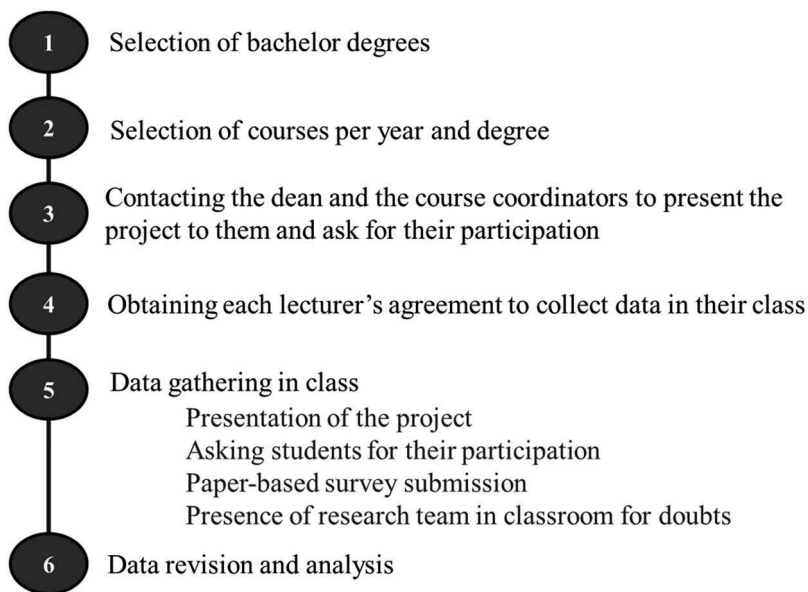 1 Selection of bachelor degrees
2 Selection of courses per year and degree
3 Contacting the dean and the course coordinators to present the
project to them and ask for their participation
4 Obtaining each lecturer’s agreement to collect data in their class
5 Data gathering in class
Presentation of the project
Asking students for their participation
Paper-based survey submission
Presence of research team in classroom for doubts
6 Data revision and analysis